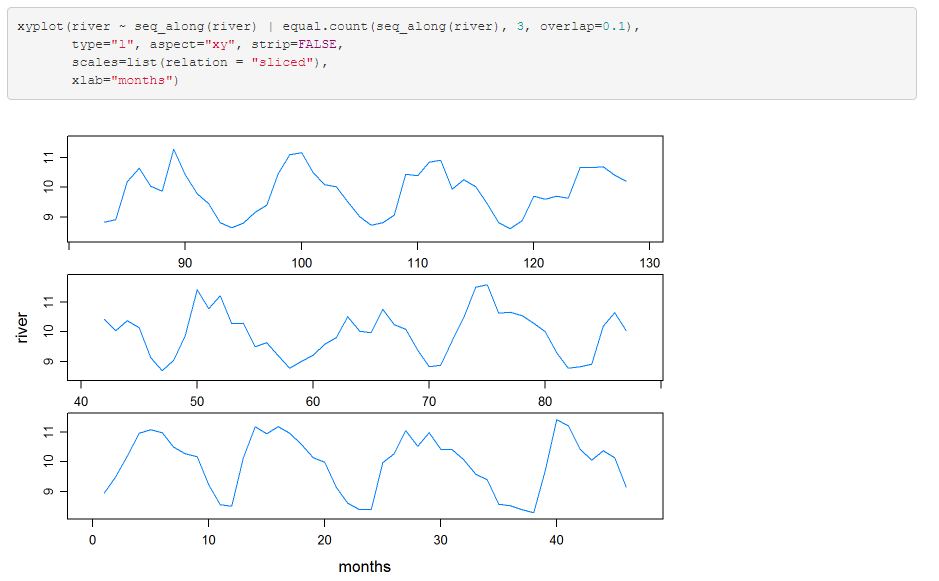 xyplot(river ~ seq_along(river) | equal.count(seq_along(river), 3, overlap=0.1),
type="l", aspect="xy", strip=FALSE,
scales=list(relation = "sliced"),
xlab="months")
11
10
9
90 100 110 120 130
11
10
9
40 50 60 70 80
river
11
10
9
0 10 20 30 40
months